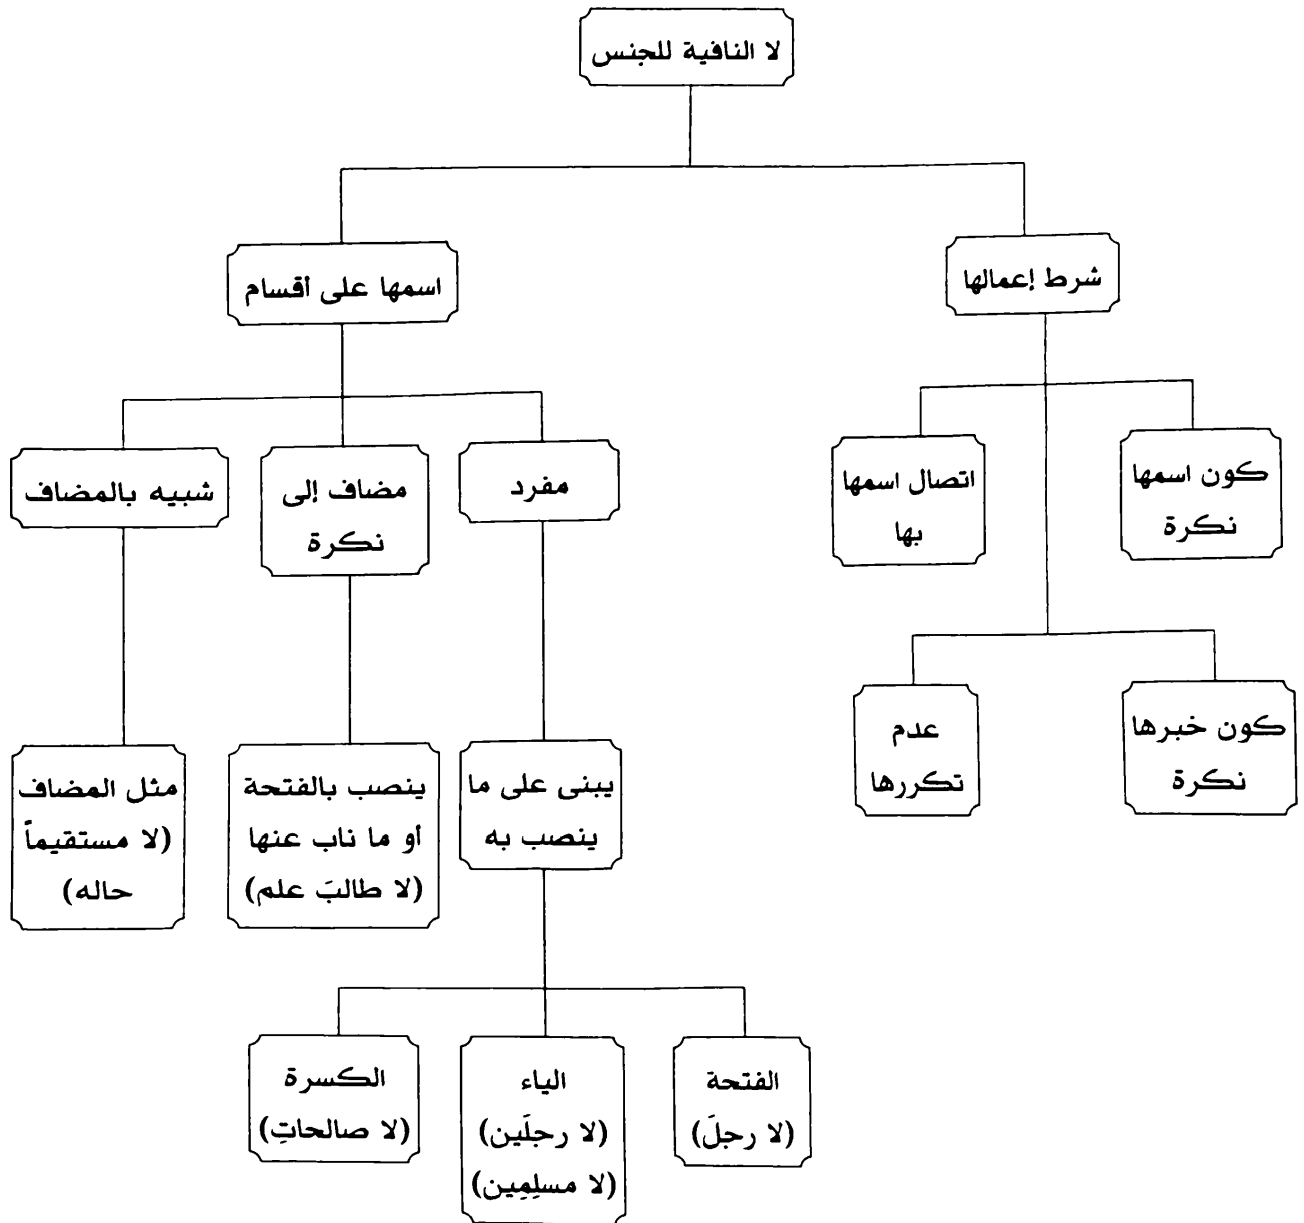 لا النافية للجنس
شرط إعمالها
كون اسمها
نكرة
اتصال اسمها
بها
كون خبرها
نكرة
عدم
تكررها
اسمها على أقسام
مفرد
مضاف إلى
نكرة
شبيه بالمضاف
يبنى على ما
ينصب به
ينصب بالفتحة
أو ما ناب عنها
(لا طالبَ علم)
مثل المضاف
(لا مستقيماً
حاله)
الفتحة
(لا رجلَ)
الياء
(لا رجلَين)
(لا مسلِمِين)
الكسرة
(لا صالحاتِ)